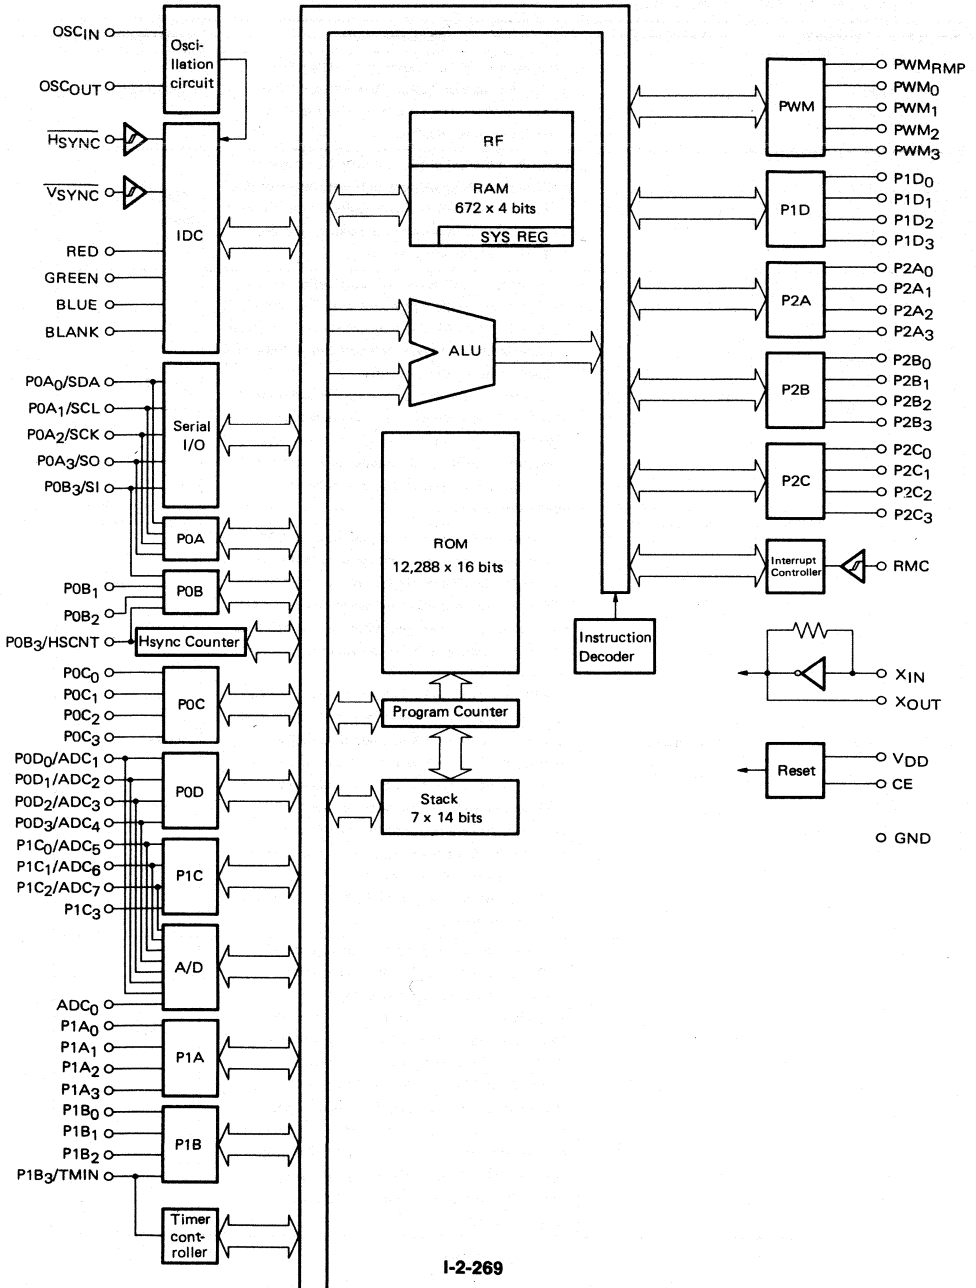 OSCIN
OSCOUT
Osci-
llation
circuit
HSYNC
VSYNC
RED
GREEN
BLUE
BLANK
IDC
P0A0/SDA
P0A1/SCL
P0A2/SCK
P0A3/SO
P0B3/SI
Serial
I/O
P0A
P0B1
P0B2
P0B
P0B3/HSCNT
Hsync Counter
P0C0
P0C1
P0C2
P0C3
P0C
P0D0/ADC1
P0D1/ADC2
P0D2/ADC3
P0D3/ADC4
P0D
P1C0/ADC5
P1C1/ADC6
P1C2/ADC7
P1C3
P1C
A/D
ADC0
P1A0
P1A1
P1A2
P1A3
P1A
P1B0
P1B1
P1B2
P1B3/TMIN
P1B
Timer
cont-
roller
RF
RAM
672 x 4 bits
SYS REG
ALU
ROM
12,288 x 16 bits
Program Counter
Stack
7 x 14 bits
Instruction
Decoder
PWM
PWMRMP
PWM0
PWM1
PWM2
PWM3
P1D
P1D0
P1D1
P1D2
P1D3
P2A
P2A0
P2A1
P2A2
P2A3
P2B
P2B0
P2B1
P2B2
P2B3
P2C
P2C0
P2C1
P2C2
P2C3
Interrupt
Controller
RMC
XIN
XOUT
Reset
VDD
CE
GND
I-2-269